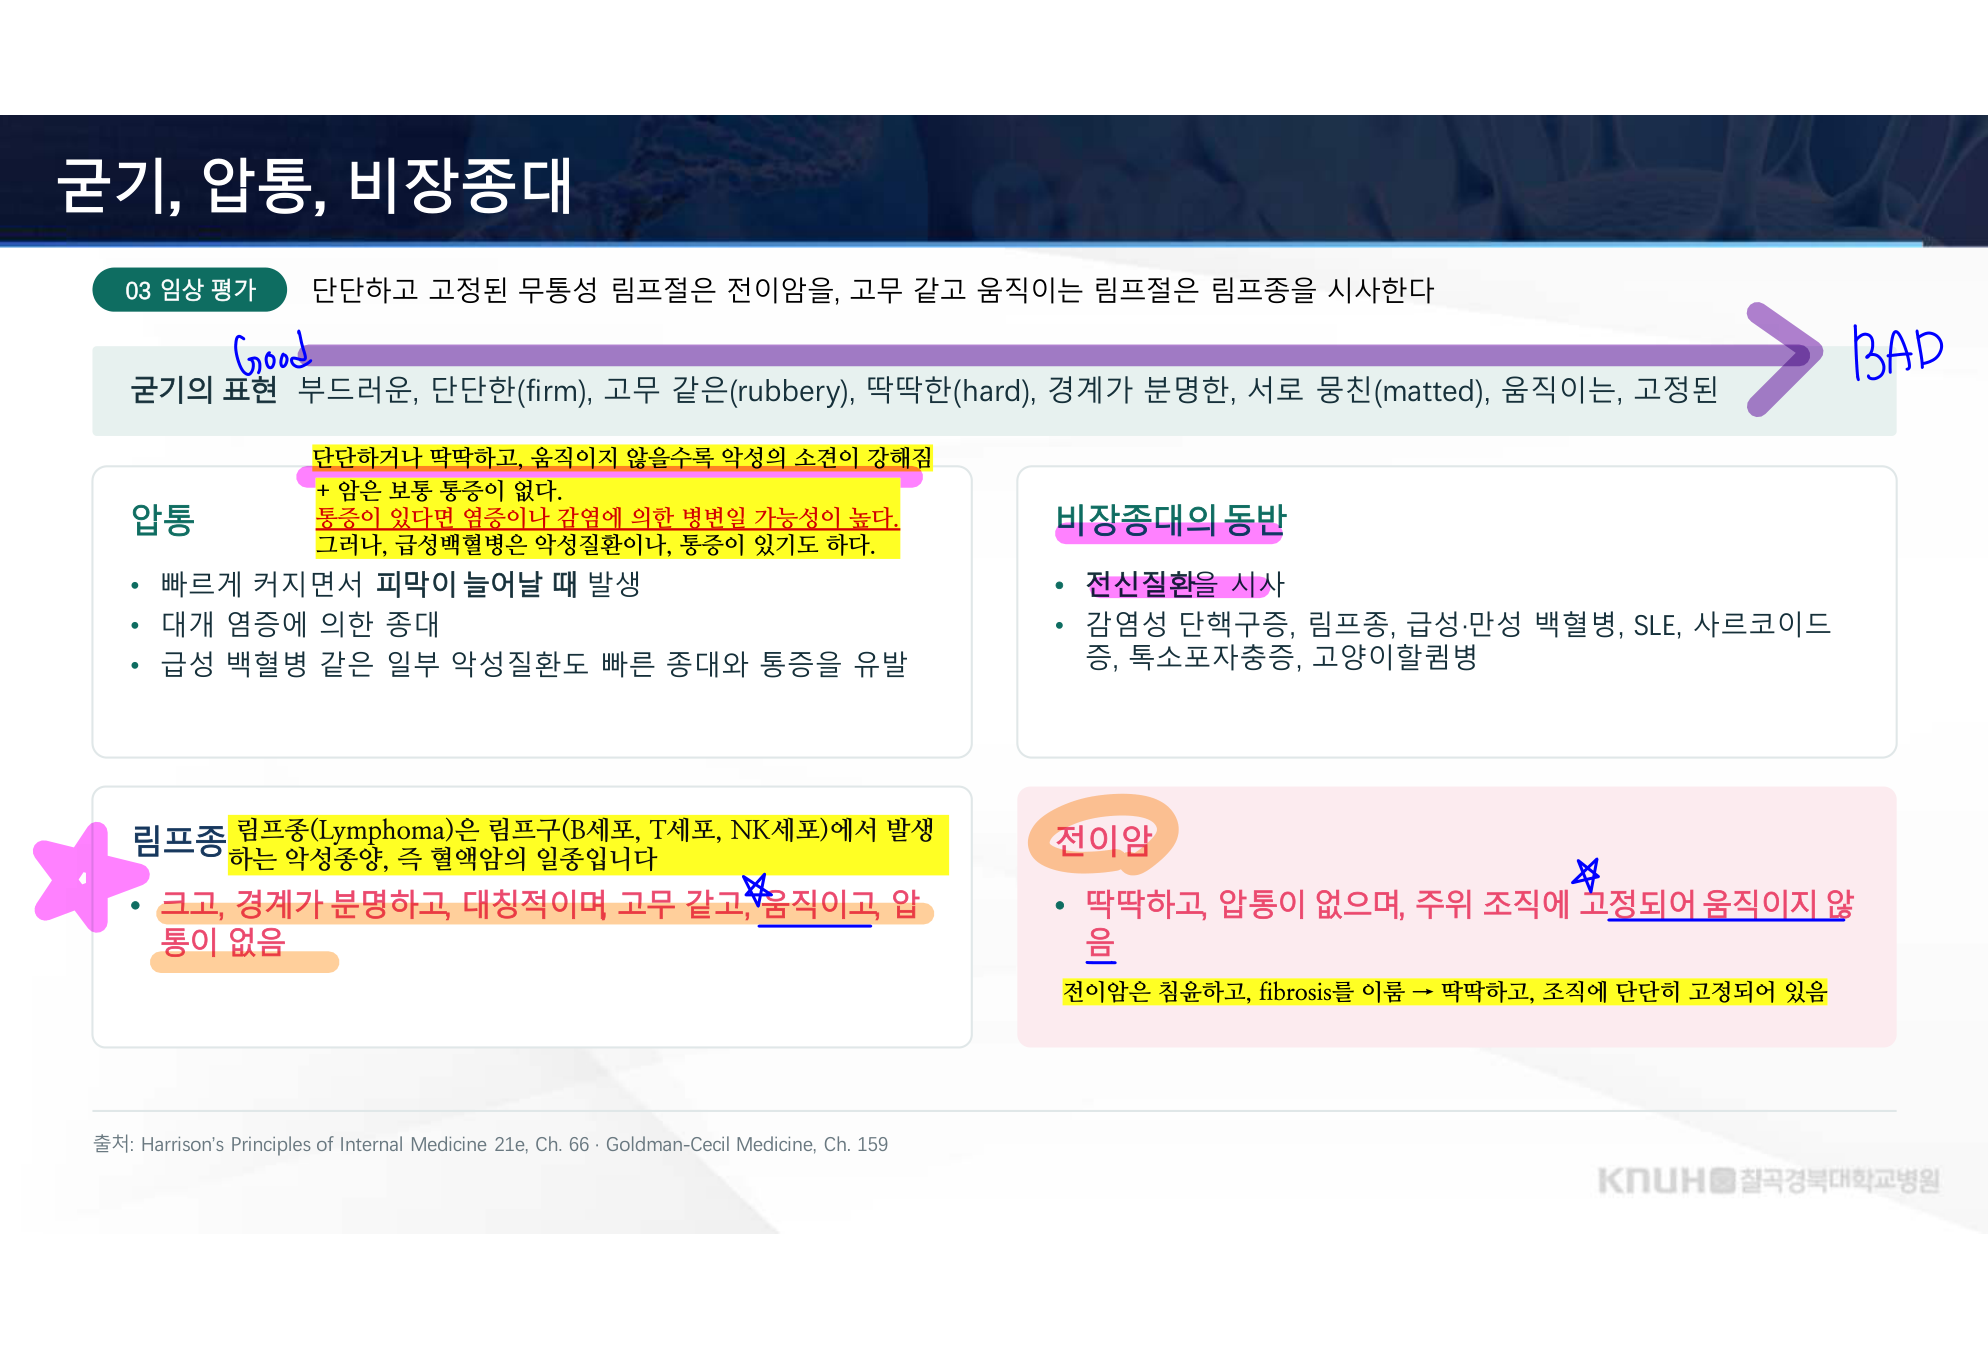 굳기, 압통, 비장종대
03 임상 평가 단단하고 고정된 무통성 림프절은 전이암을, 고무 같고 움직이는 림프절은 림프종을 시사한다
Good
BAD
굳기의 표현 부드러운, 단단한(firm), 고무 같은(rubbery), 딱딱한(hard), 경계가 분명한, 서로 뭉친(matted), 움직이는, 고정된
단단하거나 딱딱하고, 움직이지 않을수록 악성의 소견이 강해짐
+ 암은 보통 통증이 없다.
통증이 있다면 염증이나 감염에 의한 병변일 가능성이 높다.
그러나, 급성백혈병은 악성질환이나, 통증이 있기도 하다.
압통
• 빠르게 커지면서 피막이 늘어날 때 발생
• 대개 염증에 의한 종대
• 급성 백혈병 같은 일부 악성질환도 빠른 종대와 통증을 유발
비장종대의 동반
• 전신질환을 시사
• 감염성 단핵구증, 림프종, 급성·만성 백혈병, SLE, 사르코이드
증, 톡소포자충증, 고양이할큄병
림프종
림프종(Lymphoma)은 림프구(B세포, T세포, NK세포)에서 발생
하는 악성종양, 즉 혈액암의 일종입니다
• 크고, 경계가 분명하고, 대칭적이며, 고무 같고, 움직이고, 압
통이 없음
전이암
• 딱딱하고, 압통이 없으며, 주위 조직에 고정되어 움직이지 않
음
전이암은 침윤하고, fibrosis를 이룸 → 딱딱하고, 조직에 단단히 고정되어 있음
출처: Harrison's Principles of Internal Medicine 21e, Ch. 66 · Goldman-Cecil Medicine, Ch. 159
KNUH 칠곡경북대학교병원